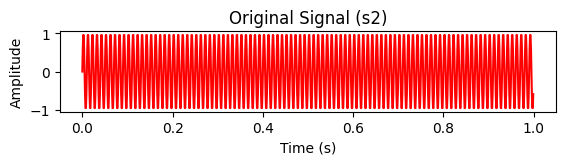 Original Signal (s2)
Amplitude
1
0
−1
0.0 0.2 0.4 0.6 0.8 1.0
Time (s)